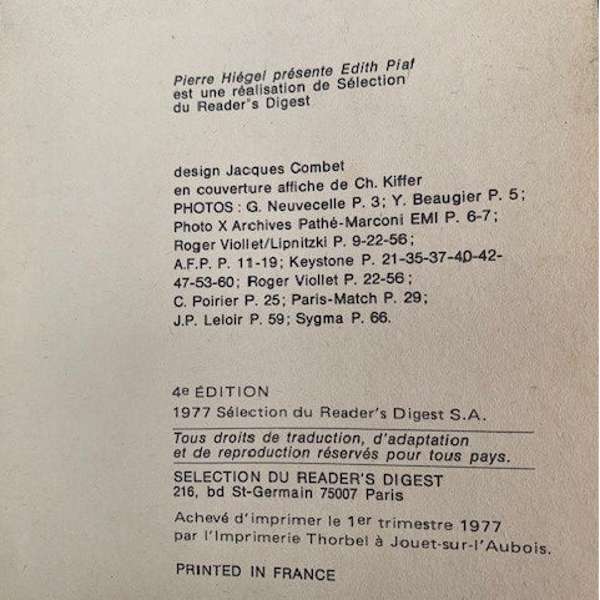 Pierre Hiégel présente Edith Piaf
est une réalisation de Sélection
du Reader's Digest
design Jacques Combet
en couverture affiche de Ch. Kiffer
PHOTOS : G. Neuvecelle P. 3; Y. Beaugier P. 5;
Photo X Archives Pathé-Marconi EMI P. 6-7;
Roger Viollet/Lipnitzki P. 9-22-56;
A.F.P. P. 11-19; Keystone P. 21-35-37-40-42-
47-53-60; Roger Viollet P. 22-56;
C. Poirier P. 25; Paris-Match P. 29;
J.P. Leloir P. 59; Sygma P. 66.
4e ÉDITION
1977 Sélection du Reader's Digest S.A.
Tous droits de traduction, d'adaptation
et de reproduction réservés pour tous pays.
SELECTION DU READER'S DIGEST
216, bd St-Germain 75007 Paris
Achevé d'imprimer le 1er trimestre 1977
par l'Imprimerie Thorbel à Jouet-sur-l'Aubois.
PRINTED IN FRANCE